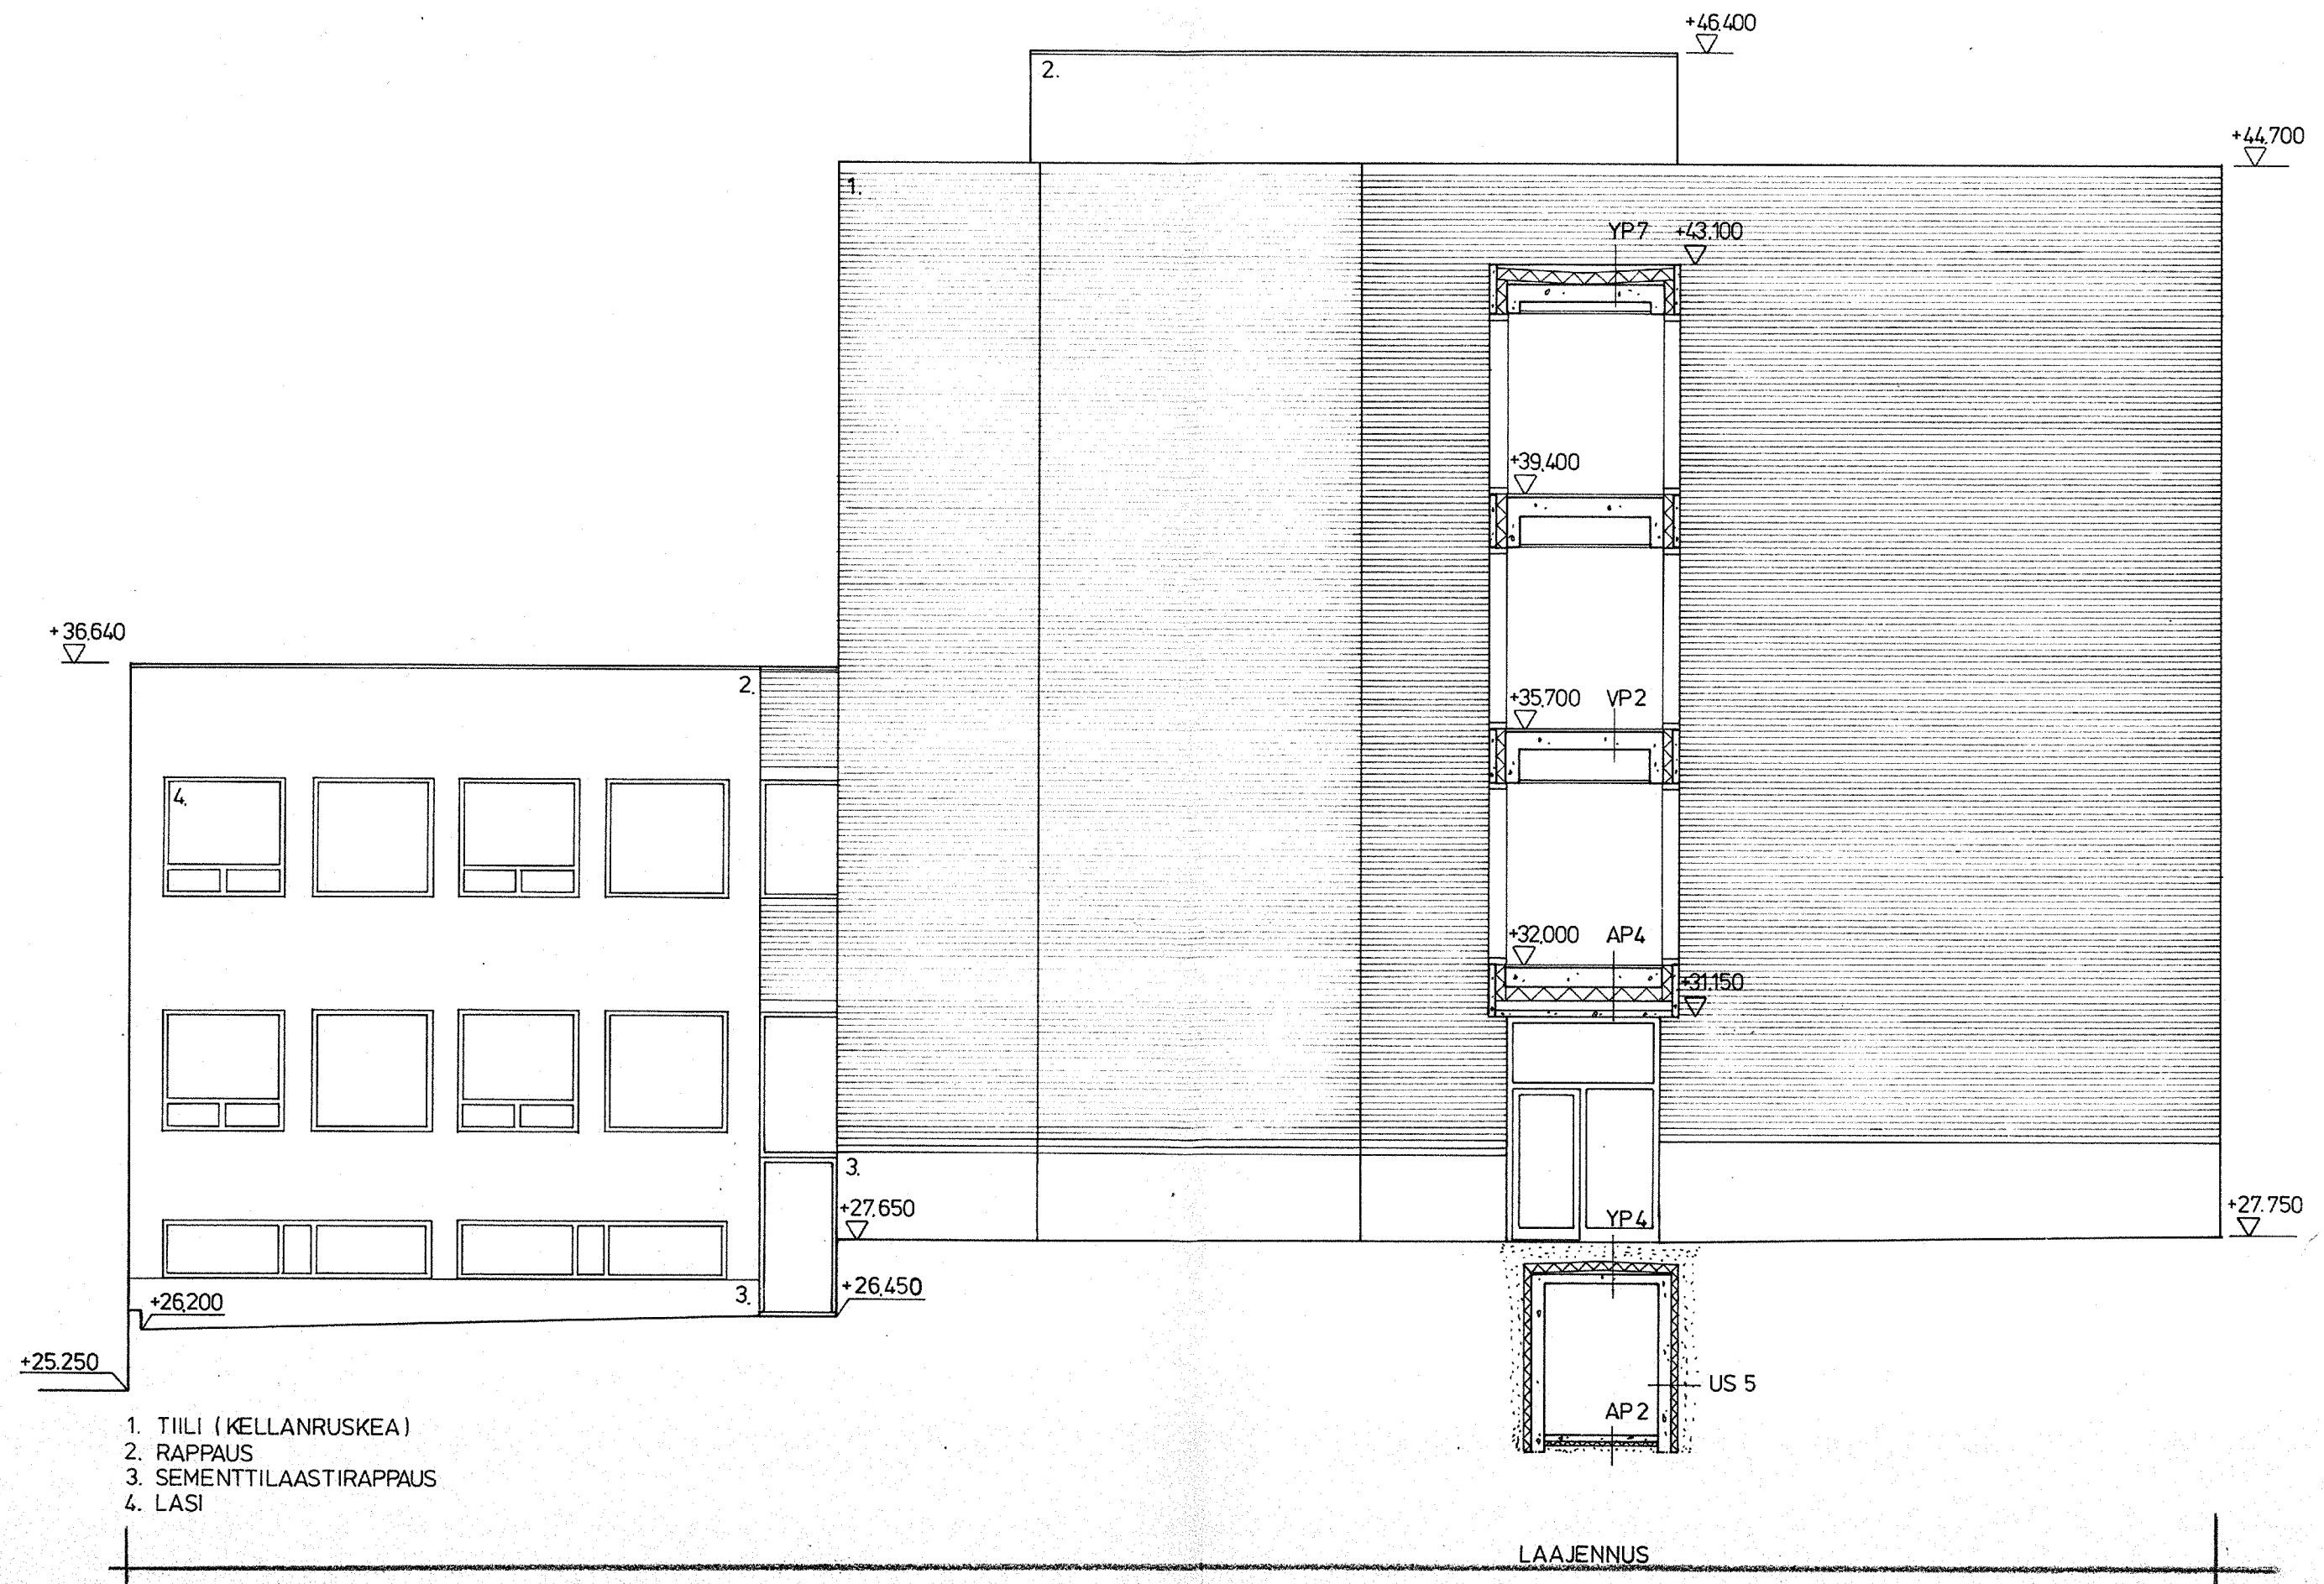 +46.400
2.
+44.700
1.
YP7 +43.100
+39.400
+36.640
2.
+35.700 VP2
4.
+32.000 AP4
+31.150
3.
+27.650
+27.750
YP4
+26.450
3.
+26.200
+25.250
US 5
AP2
1. TIILI (KELLANRUSKEA)
2. RAPPAUS
3. SEMENTTILAASTIRAPPAUS
4. LASI
LAAJENNUS